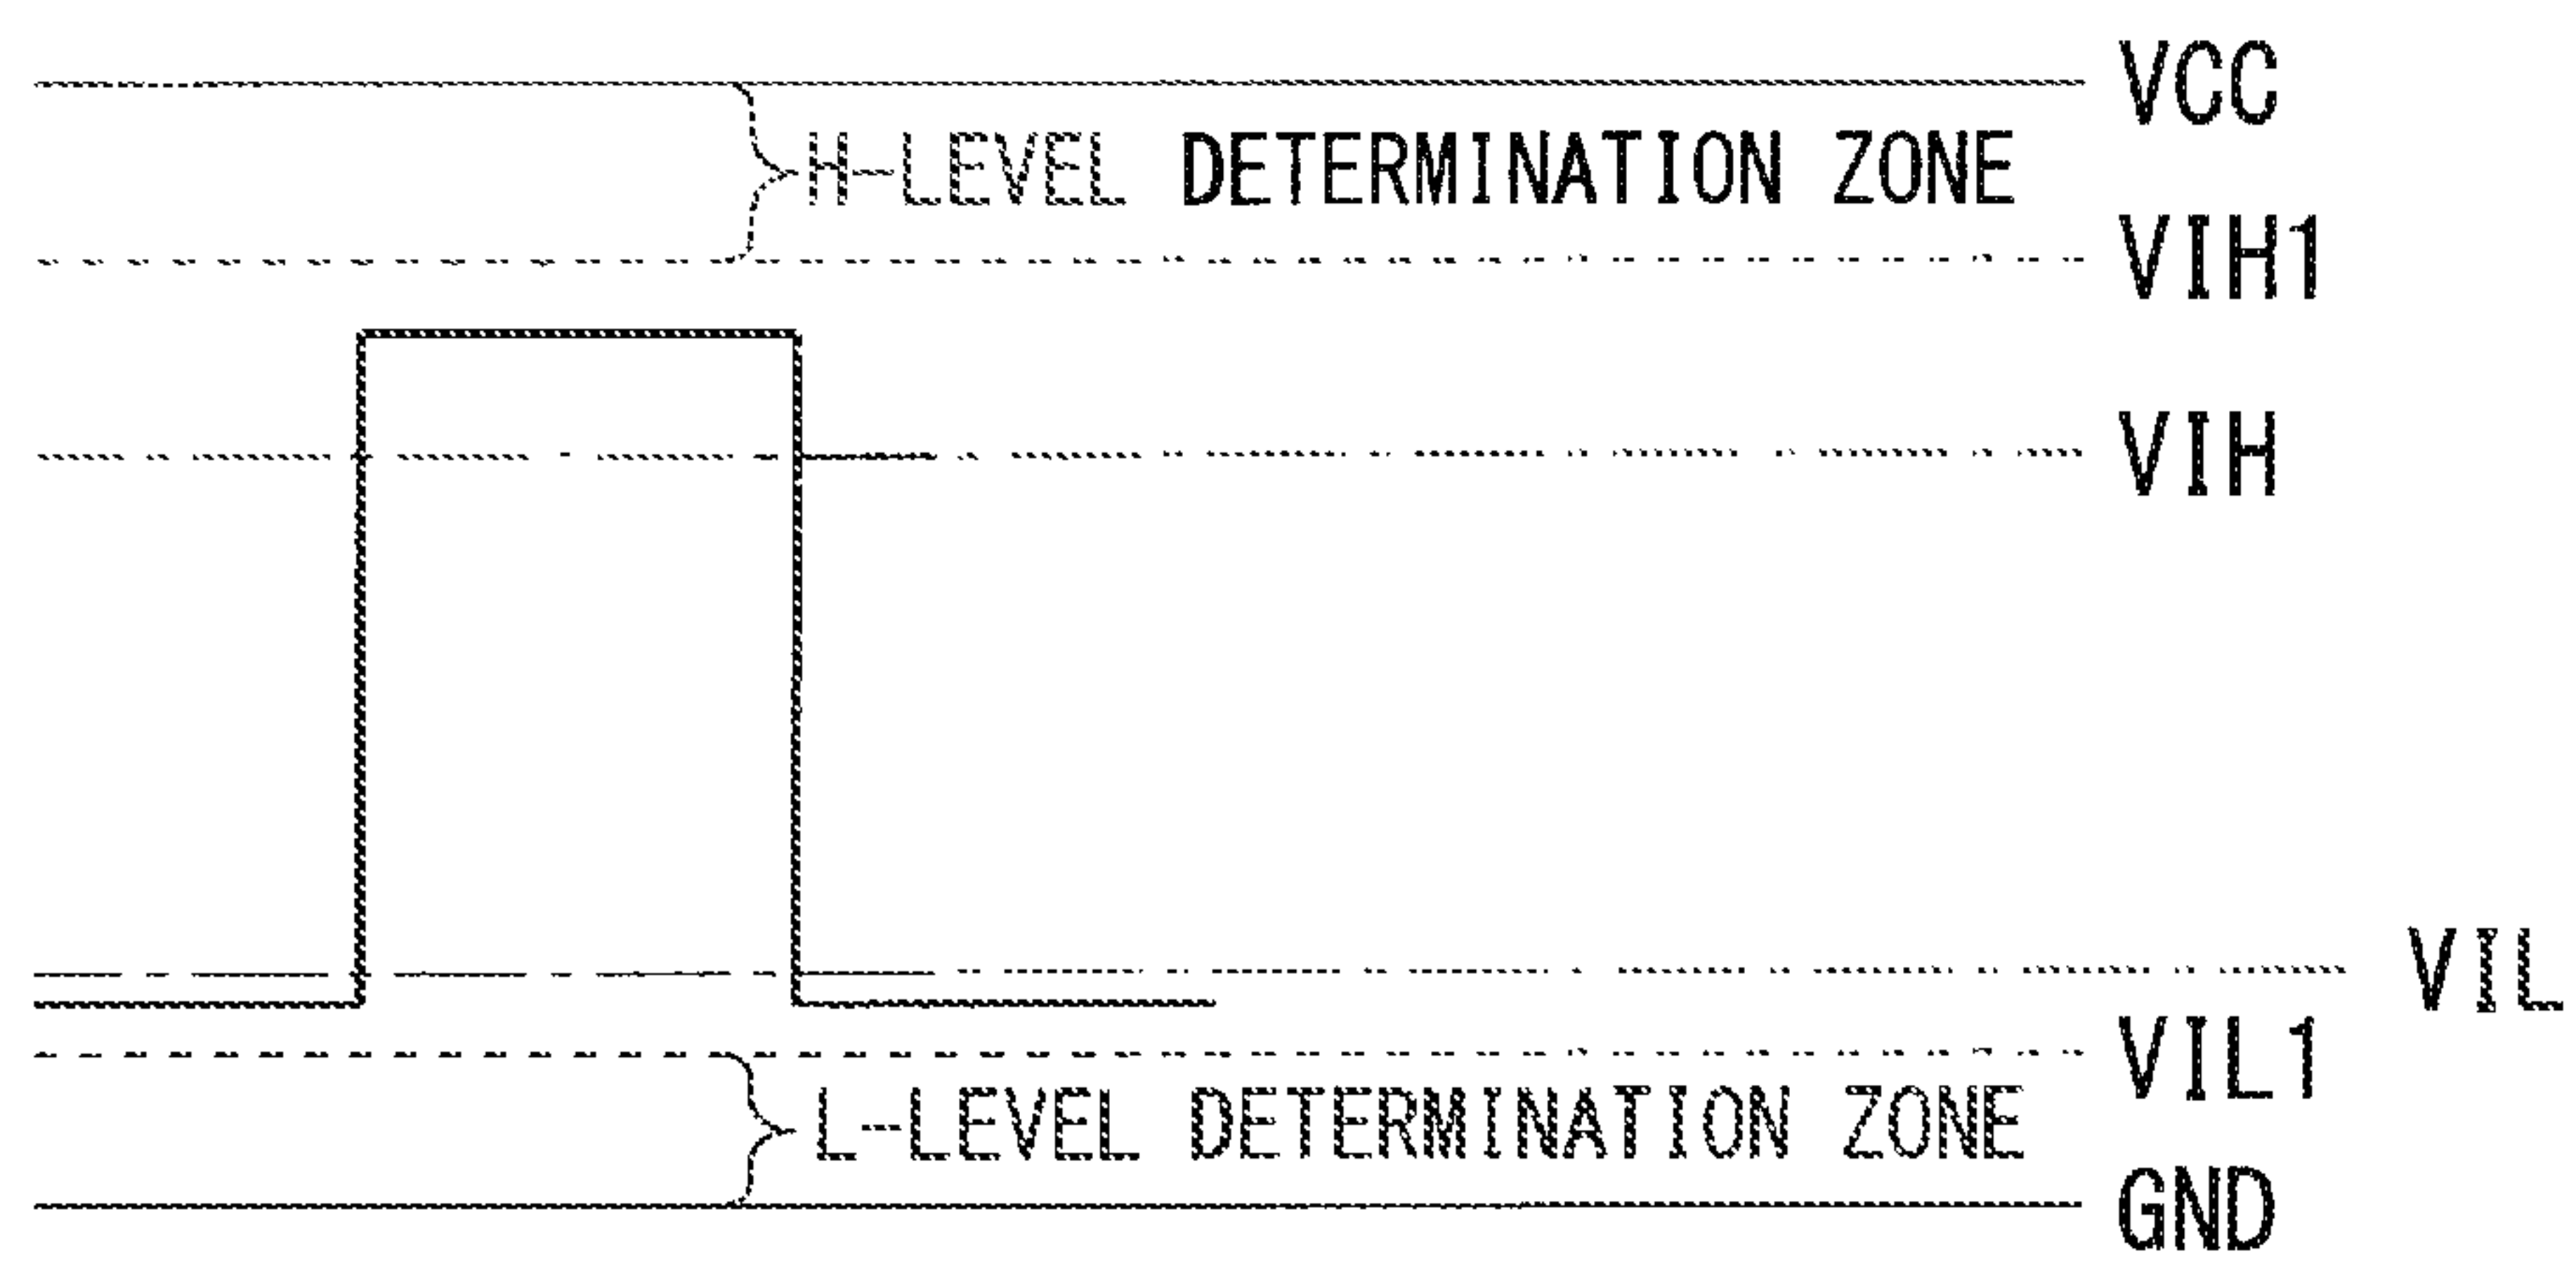 VCC
H-LEVEL DETERMINATION ZONE
VIH1
VIH
VIL
VIL1
L-LEVEL DETERMINATION ZONE
GND